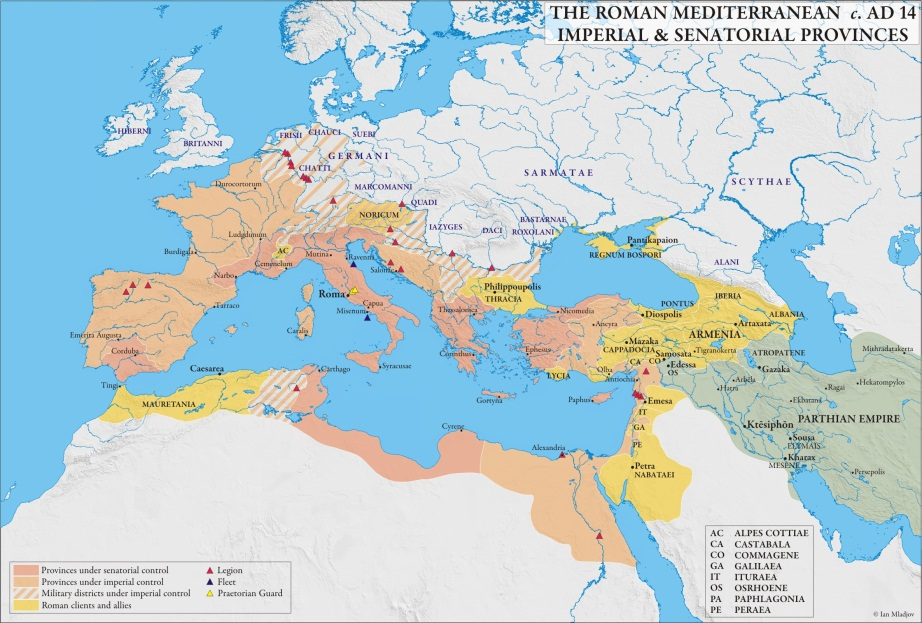 THE ROMAN MEDITERRANEAN c. AD 14
IMPERIAL & SENATORIAL PROVINCES
HIBERNI
BRITANNI
FRISII
CHAUCI
SUEBI
GERMANI
CHATTI
MARCOMANNI
QUADI
SARMATAE
SCYTHAE
Durocortorum
NORICUM
IAZYGES
DACI
BASTARNAE
ROXOLANI
Pantikapaion
REGNUM BOSPORI
ALANI
Lugdunum
Burdigala
AC
Cemenelum
Mutina
Ravenna
Salonae
Narbo
Philippoupolis
THRACIA
IBERIA
ALBANIA
PONTUS
Diospolis
Artaxata
ARMENIA
Roma
Capua
Misenum
Tarraco
Thessalonica
Nicomedia
Ancyra
Mazaka
CAPPADOCIA
Samosata
Tigranokerta
ATROPATENE
Mithradatkerta
Emerita Augusta
Corduba
Caralis
Corinthus
Ephesus
CA
CO
Edessa
OS
Gazaka
Tingi
Caesarea
Carthago
Syracusae
LYCIA
Olba
Antiochia
Hatra
Arbela
Ragai
Hekatompylos
MAURETANIA
Gortyna
Paphus
Emesa
Ekbatana
IT
GA
PE
Cyrene
Alexandria
Ktēsiphōn
PARTHIAN EMPIRE
Sousa
ELYMAIS
Kharax
MESENE
Persepolis
Petra
NABATAEI
Provinces under senatorial control
Provinces under imperial control
Military districts under imperial control
Roman clients and allies
Legion
Fleet
Praetorian Guard
AC ALPES COTTIAE
CA CASTABALA
CO COMMAGENE
GA GALILAEA
IT ITURAEA
OS OSRHOENE
PA PAPHLAGONIA
PE PERAEA
© Ian Mladjov